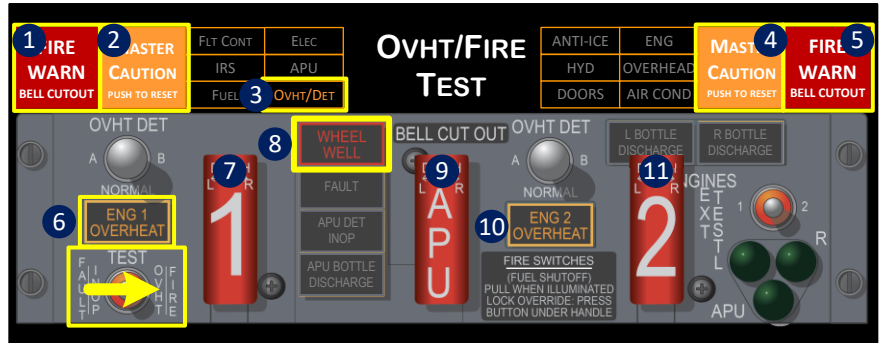 1
FIRE
WARN
BELL CUTOUT
2
MASTER
CAUTION
PUSH TO RESET
FLT CONT
ELEC
IRS
APU
FUEL
3
OVHT/DET
OVHT/FIRE
TEST
ANTI-ICE
ENG
HYD
OVERHEAD
DOORS
AIR COND
4
CAUTION
PUSH TO RESET
5
FIRE
WARN
BELL CUTOUT
OVHT DET
A
B
NORMAL
6
ENG 1
OVERHEAT
TEST
FAULT
INOP
OVHT
FIRE
7
L
R
1
8
WHEEL
WELL
FAULT
APU DET
INOP
APU BOTTLE
DISCHARGE
BELL CUT OUT
9
L
R
APU
OVHT DET
A
B
NORMAL
10
ENG 2
OVERHEAT
FIRE SWITCHES
(FUEL SHUTOFF)
PULL WHEN ILLUMINATED
LOCK OVERRIDE: PRESS
BUTTON UNDER HANDLE
L BOTTLE
DISCHARGE
R BOTTLE
DISCHARGE
11
L
R
2
EXT
TEST
1
2
L
R
APU